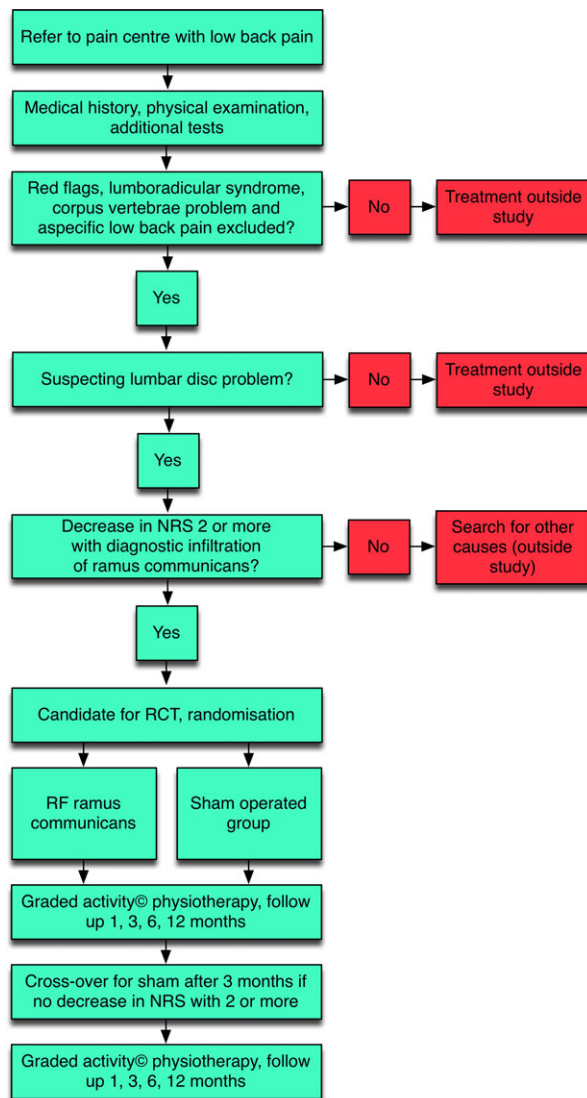 Refer to pain centre with low back pain
Medical history, physical examination,
additional tests
Red flags, lumboradicular syndrome,
corpus vertebrae problem and
aspecific low back pain excluded?
No
Treatment outside
study
Yes
Suspecting lumbar disc problem?
No
Treatment outside
study
Yes
Decrease in NRS 2 or more
with diagnostic infiltration
of ramus communicans?
No
Search for other
causes (outside
study)
Yes
Candidate for RCT, randomisation
RF ramus
communicans
Sham operated
group
Graded activity© physiotherapy, follow
up 1, 3, 6, 12 months
Cross-over for sham after 3 months if
no decrease in NRS with 2 or more
Graded activity© physiotherapy, follow
up 1, 3, 6, 12 months